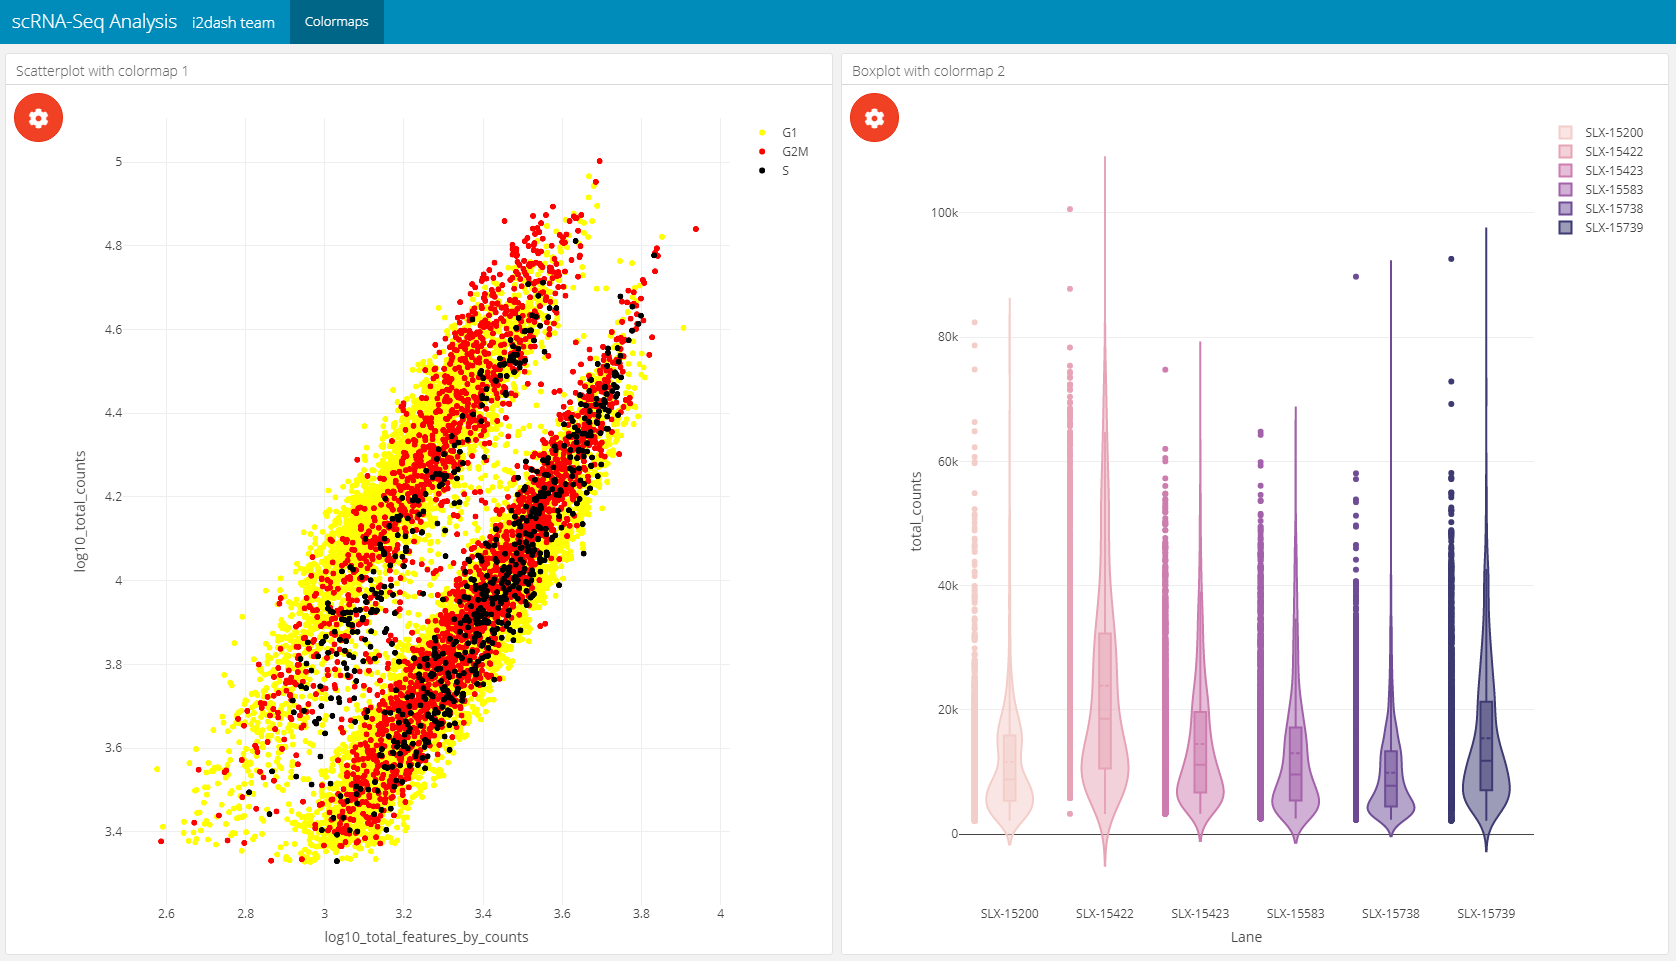 scRNA-Seq Analysis i2dash team Colormaps
Scatterplot with colormap 1
G1
G2M
S
5
4.8
4.6
4.4
4.2
4
3.8
3.6
3.4
log10_total_counts
2.6 2.8 3 3.2 3.4 3.6 3.8 4
log10_total_features_by_counts
Boxplot with colormap 2
SLX-15200
SLX-15422
SLX-15423
SLX-15583
SLX-15738
SLX-15739
100k
80k
60k
40k
20k
0
total_counts
SLX-15200 SLX-15422 SLX-15423 SLX-15583 SLX-15738 SLX-15739
Lane